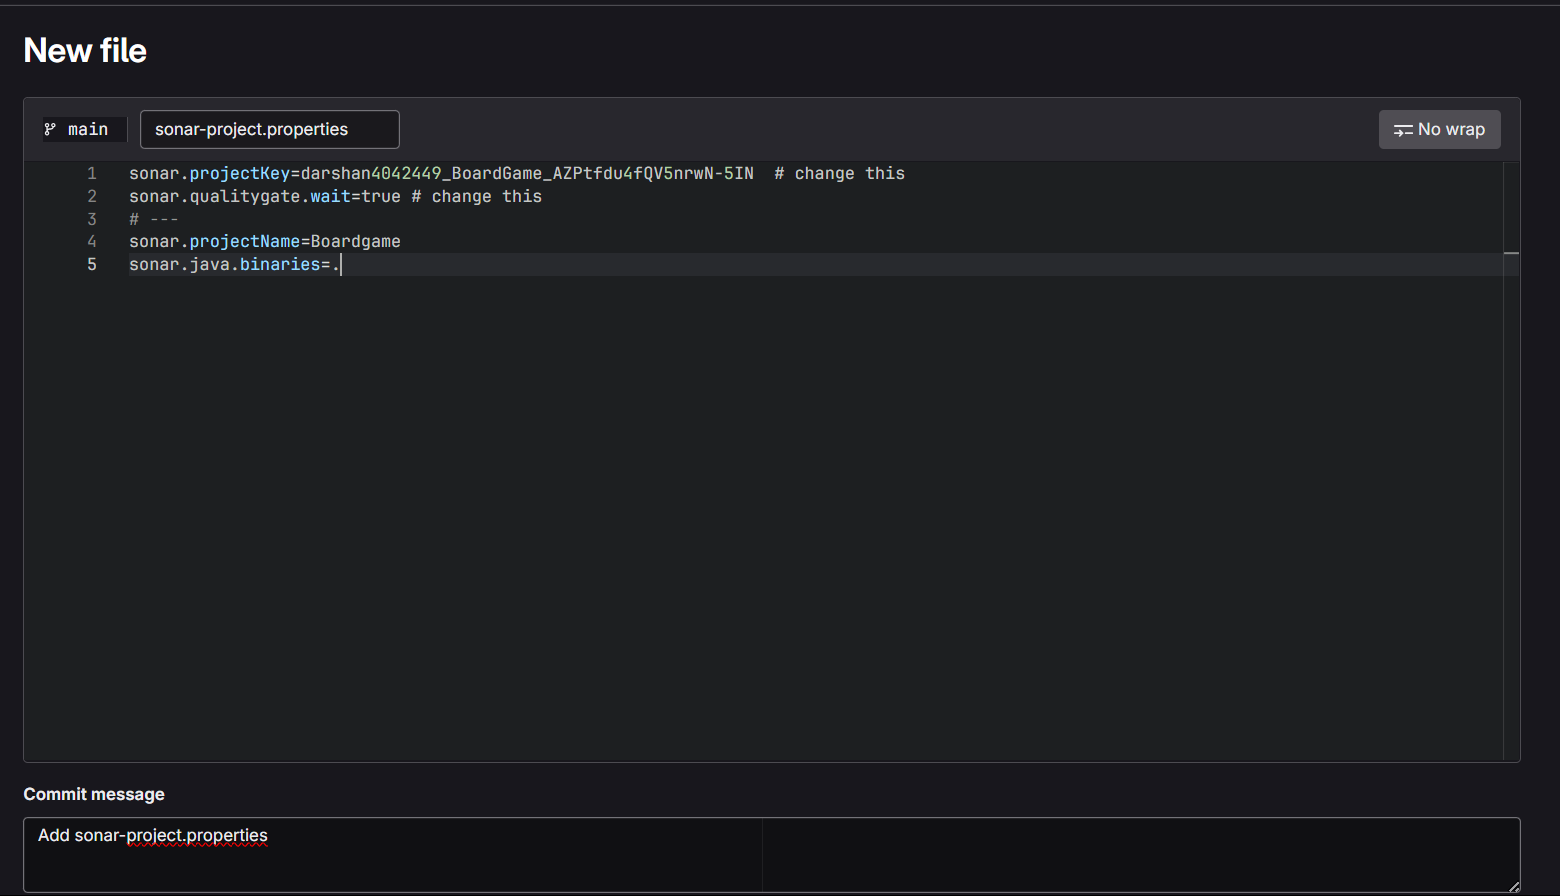 New file
main
sonar-project.properties
No wrap
1 sonar.projectKey=darshan4042449_BoardGame_AZPtfdu4fQV5nrwN-5IN  # change this
2 sonar.qualitygate.wait=true # change this
3 # ---
4 sonar.projectName=Boardgame
5 sonar.java.binaries=.
Commit message
Add sonar-project.properties